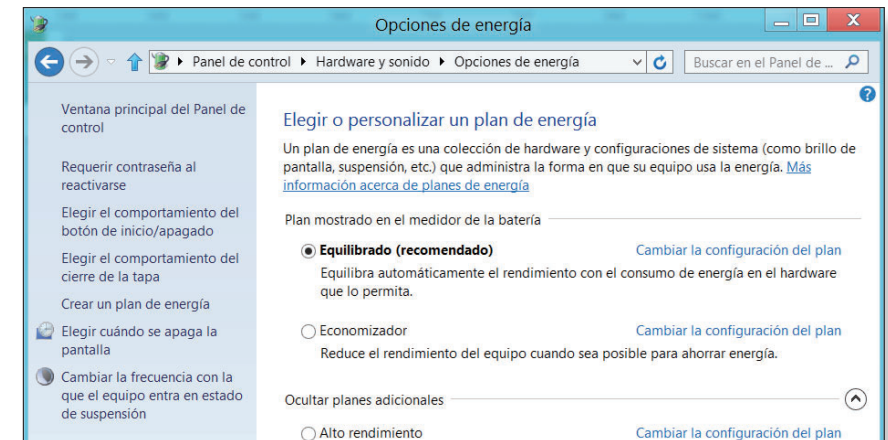 Opciones de energía
Panel de control ▸ Hardware y sonido ▸ Opciones de energía
Buscar en el Panel de ...
Ventana principal del Panel de
control
Requerir contraseña al
reactivarse
Elegir el comportamiento del
botón de inicio/apagado
Elegir el comportamiento del
cierre de la tapa
Crear un plan de energía
Elegir cuándo se apaga la
pantalla
Cambiar la frecuencia con la
que el equipo entra en estado
de suspensión
Elegir o personalizar un plan de energía
Un plan de energía es una colección de hardware y configuraciones de sistema (como brillo de
pantalla, suspensión, etc.) que administra la forma en que su equipo usa la energía. Más
información acerca de planes de energía
Plan mostrado en el medidor de la batería
Equilibrado (recomendado) Cambiar la configuración del plan
Equilibra automáticamente el rendimiento con el consumo de energía en el hardware
que lo permita.
Economizador Cambiar la configuración del plan
Reduce el rendimiento del equipo cuando sea posible para ahorrar energía.
Ocultar planes adicionales
Alto rendimiento Cambiar la configuración del plan